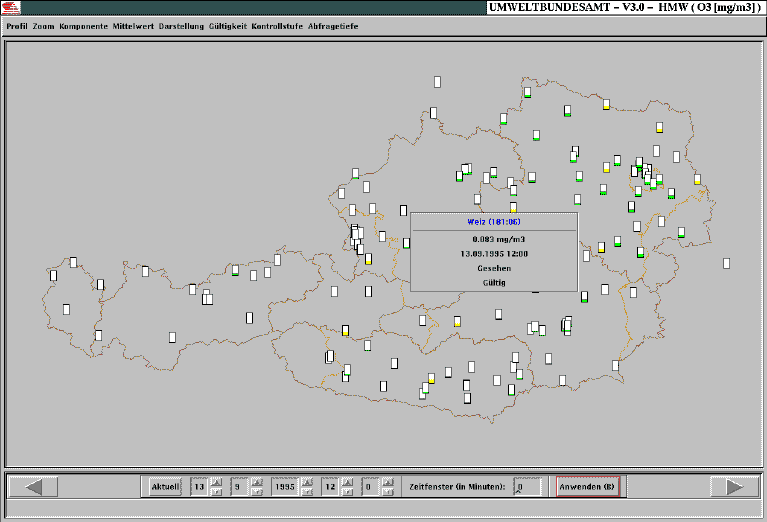 UMWELTBUNDESAMT – V3.0 – HMW ( O3 [mg/m3] )
Profil Zoom Komponente Mittelwert Darstellung Gültigkeit Kontrollstufe Abfragetiefe
Weiz (181:06)
0.083 mg/m3
13.09.1995 12:00
Gesehen
Gültig
Aktuell 13 9 1995 12 0 Zeitfenster (in Minuten): 0 Anwenden (B)